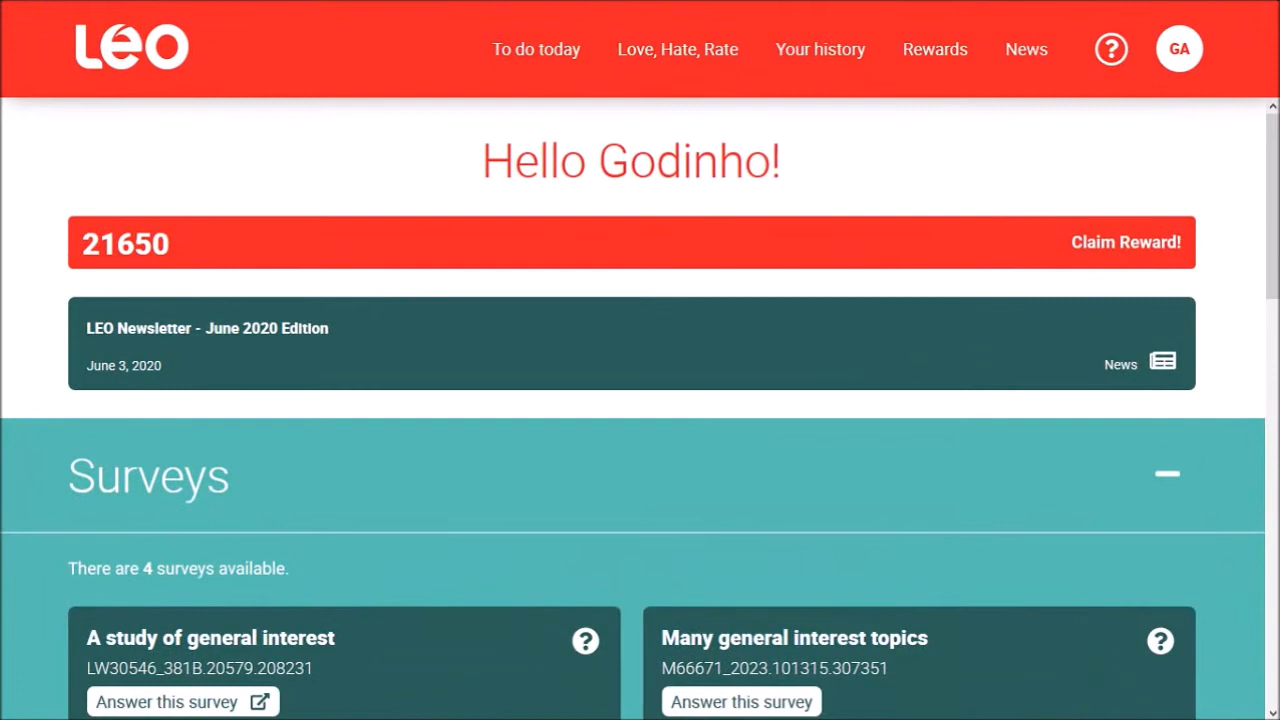 Léo
To do today
Love, Hate, Rate
Your history
Rewards
News
?
GA
Hello Godinho!
21650
Claim Reward!
LEO Newsletter - June 2020 Edition
June 3, 2020
News
Surveys
There are 4 surveys available.
A study of general interest
?
LW30546_381B.20579.208231
Answer this survey
Many general interest topics
?
M66671_2023.101315.307351
Answer this survey